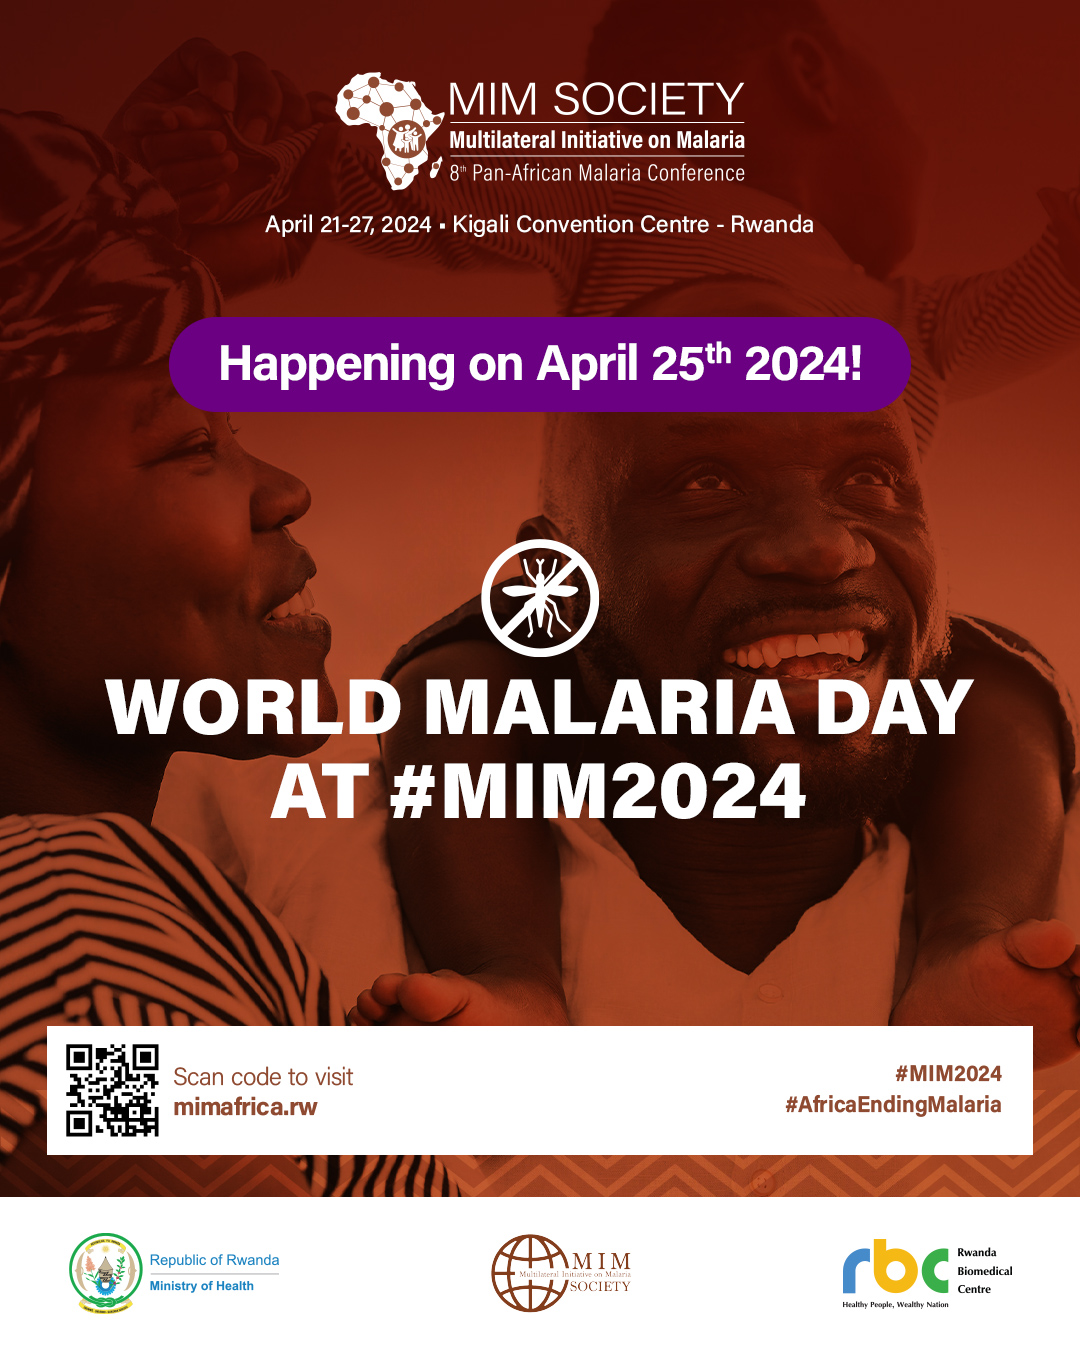 MIM SOCIETY
Multilateral Initiative on Malaria
8th Pan-African Malaria Conference
April 21-27, 2024 ▪ Kigali Convention Centre - Rwanda
Happening on April 25th 2024!
WORLD MALARIA DAY
AT #MIM2024
Scan code to visit
mimafrica.rw
#MIM2024
#AfricaEndingMalaria
Republic of Rwanda
Ministry of Health
MIM
Multilateral Initiative on Malaria
SOCIETY
rbc
Rwanda
Biomedical
Centre
Healthy People, Wealthy Nation